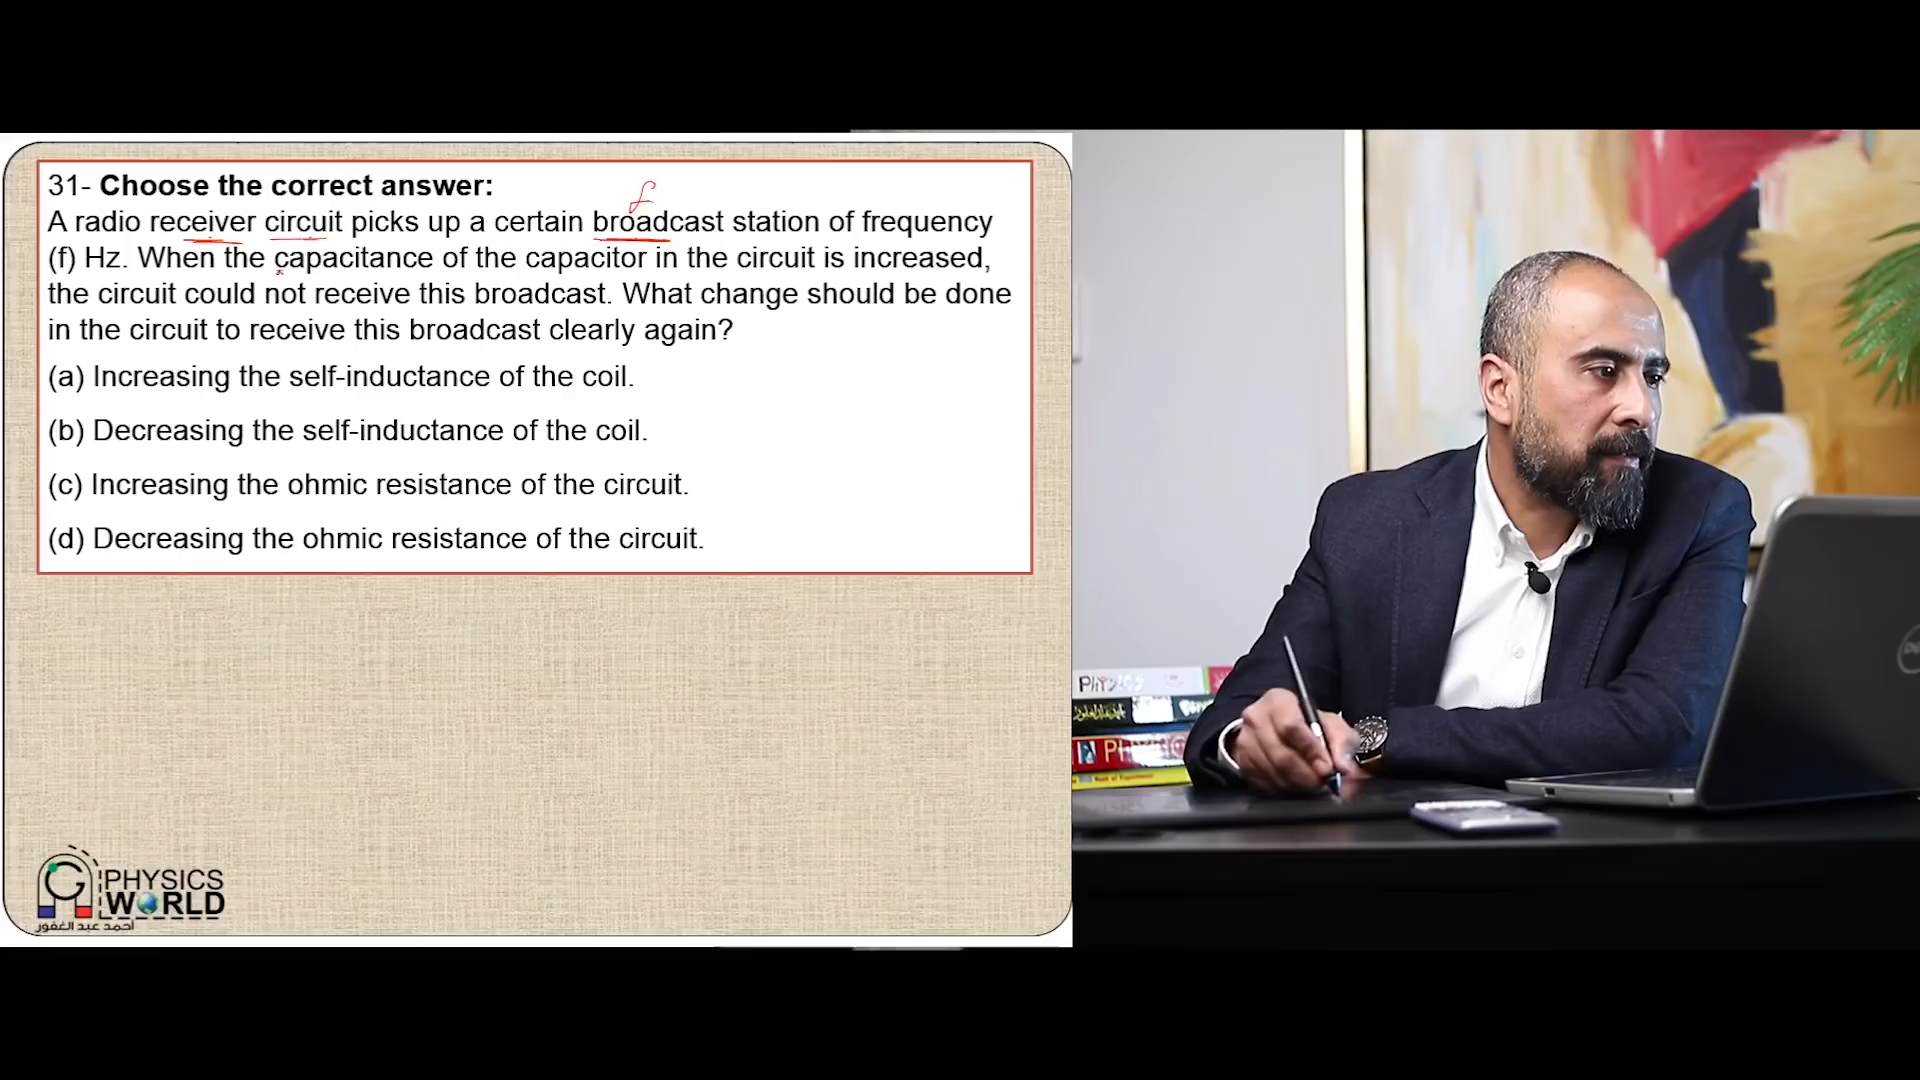 31- Choose the correct answer:
f
A radio receiver circuit picks up a certain broadcast station of frequency
(f) Hz. When the capacitance of the capacitor in the circuit is increased,
the circuit could not receive this broadcast. What change should be done
in the circuit to receive this broadcast clearly again?
(a) Increasing the self-inductance of the coil.
(b) Decreasing the self-inductance of the coil.
(c) Increasing the ohmic resistance of the circuit.
(d) Decreasing the ohmic resistance of the circuit.
PHYSICS
WORLD
أحمد عبد الغفور